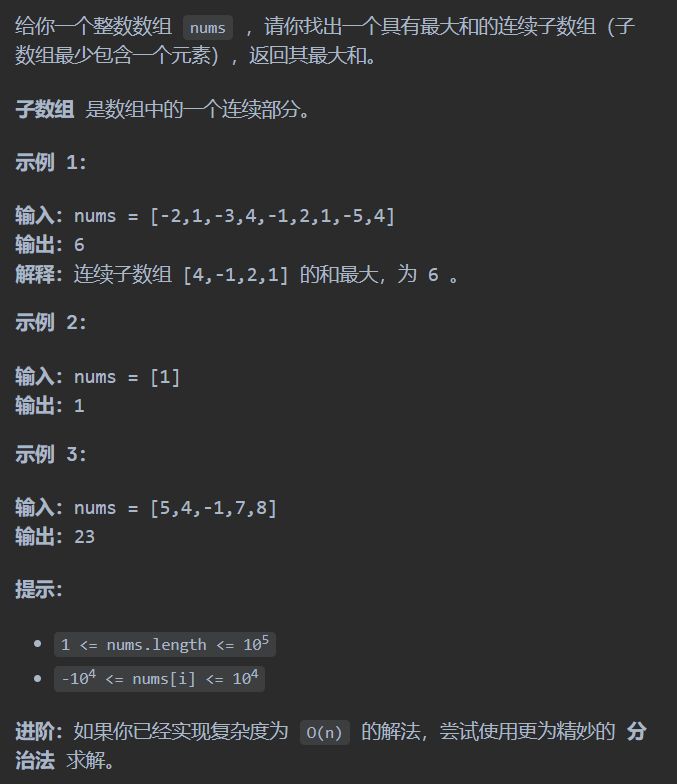 给你一个整数数组 nums ，请你找出一个具有最大和的连续子数组（子
数组最少包含一个元素），返回其最大和。
子数组 是数组中的一个连续部分。
示例 1：
输入：nums = [-2,1,-3,4,-1,2,1,-5,4]
输出：6
解释：连续子数组 [4,-1,2,1] 的和最大，为 6 。
示例 2：
输入：nums = [1]
输出：1
示例 3：
输入：nums = [5,4,-1,7,8]
输出：23
提示：
• 1 <= nums.length <= 10⁵
• -10⁴ <= nums[i] <= 10⁴
进阶：如果你已经实现复杂度为 O(n) 的解法，尝试使用更为精妙的 分
治法 求解。